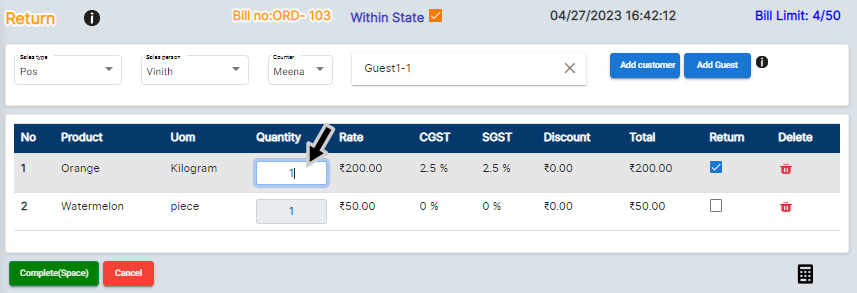 Return i Bill no:ORD- 103 Within State 04/27/2023 16:42:12 Bill Limit: 4/50
Sales type Sales person Counter
Pos Vinith Meena Guest1-1 Add customer Add Guest i
No Product Uom Quantity Rate CGST SGST Discount Total Return Delete
1 Orange Kilogram 1 ₹200.00 2.5 % 2.5 % ₹0.00 ₹200.00
2 Watermelon piece 1 ₹50.00 0 % 0 % ₹0.00 ₹50.00
Complete(Space) Cancel